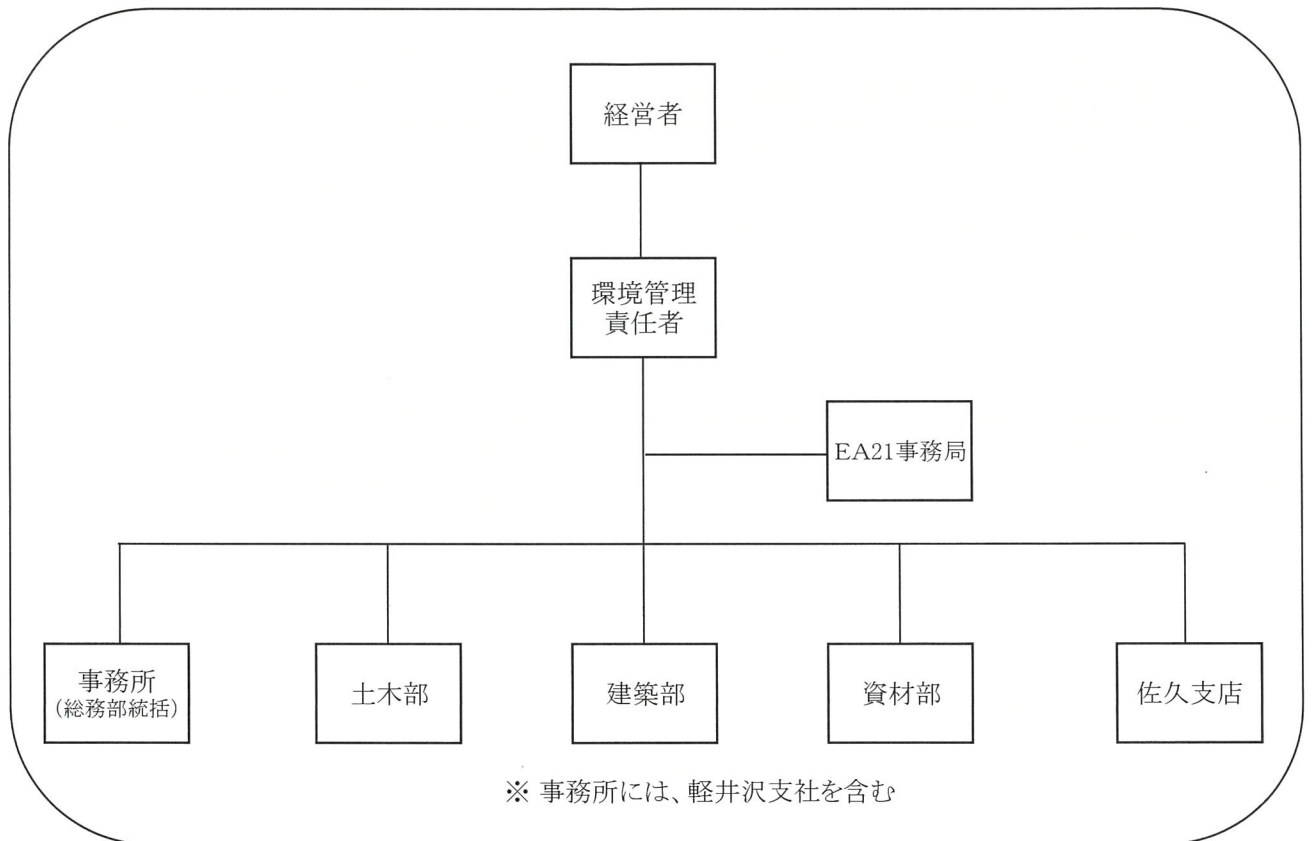 経営者
環境管理
責任者
EA21事務局
事務所
(総務部統括)
土木部
建築部
資材部
佐久支店
※ 事務所には、軽井沢支社を含む